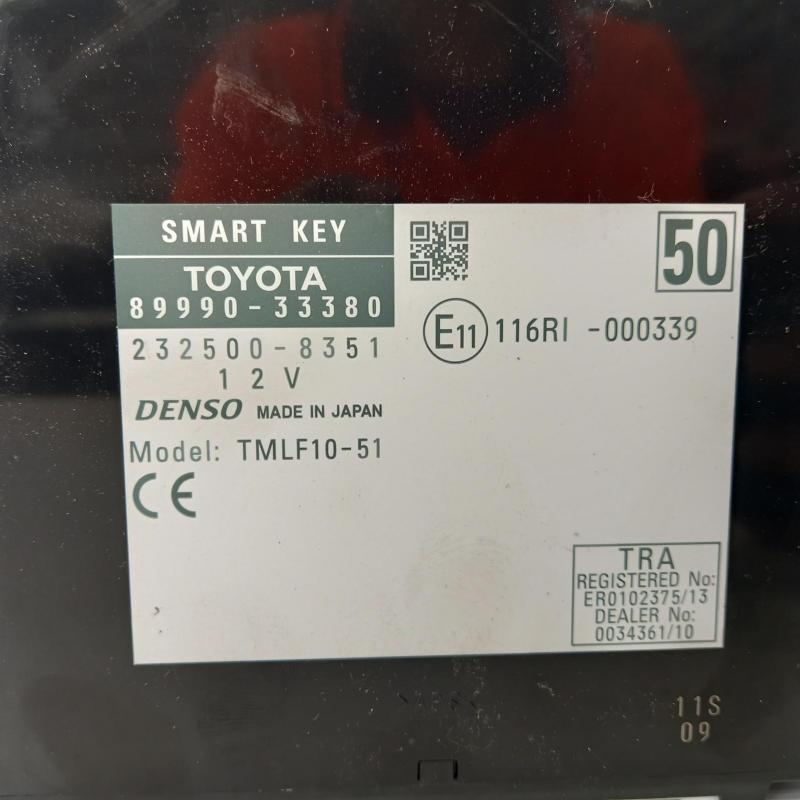 SMART KEY
TOYOTA
89990-33380
50
232500-8351
E11 116RI -000339
12V
DENSO MADE IN JAPAN
Model: TMLF10-51
CE
TRA
REGISTERED No:
ER0102375/13
DEALER No:
0034361/10
11S
09